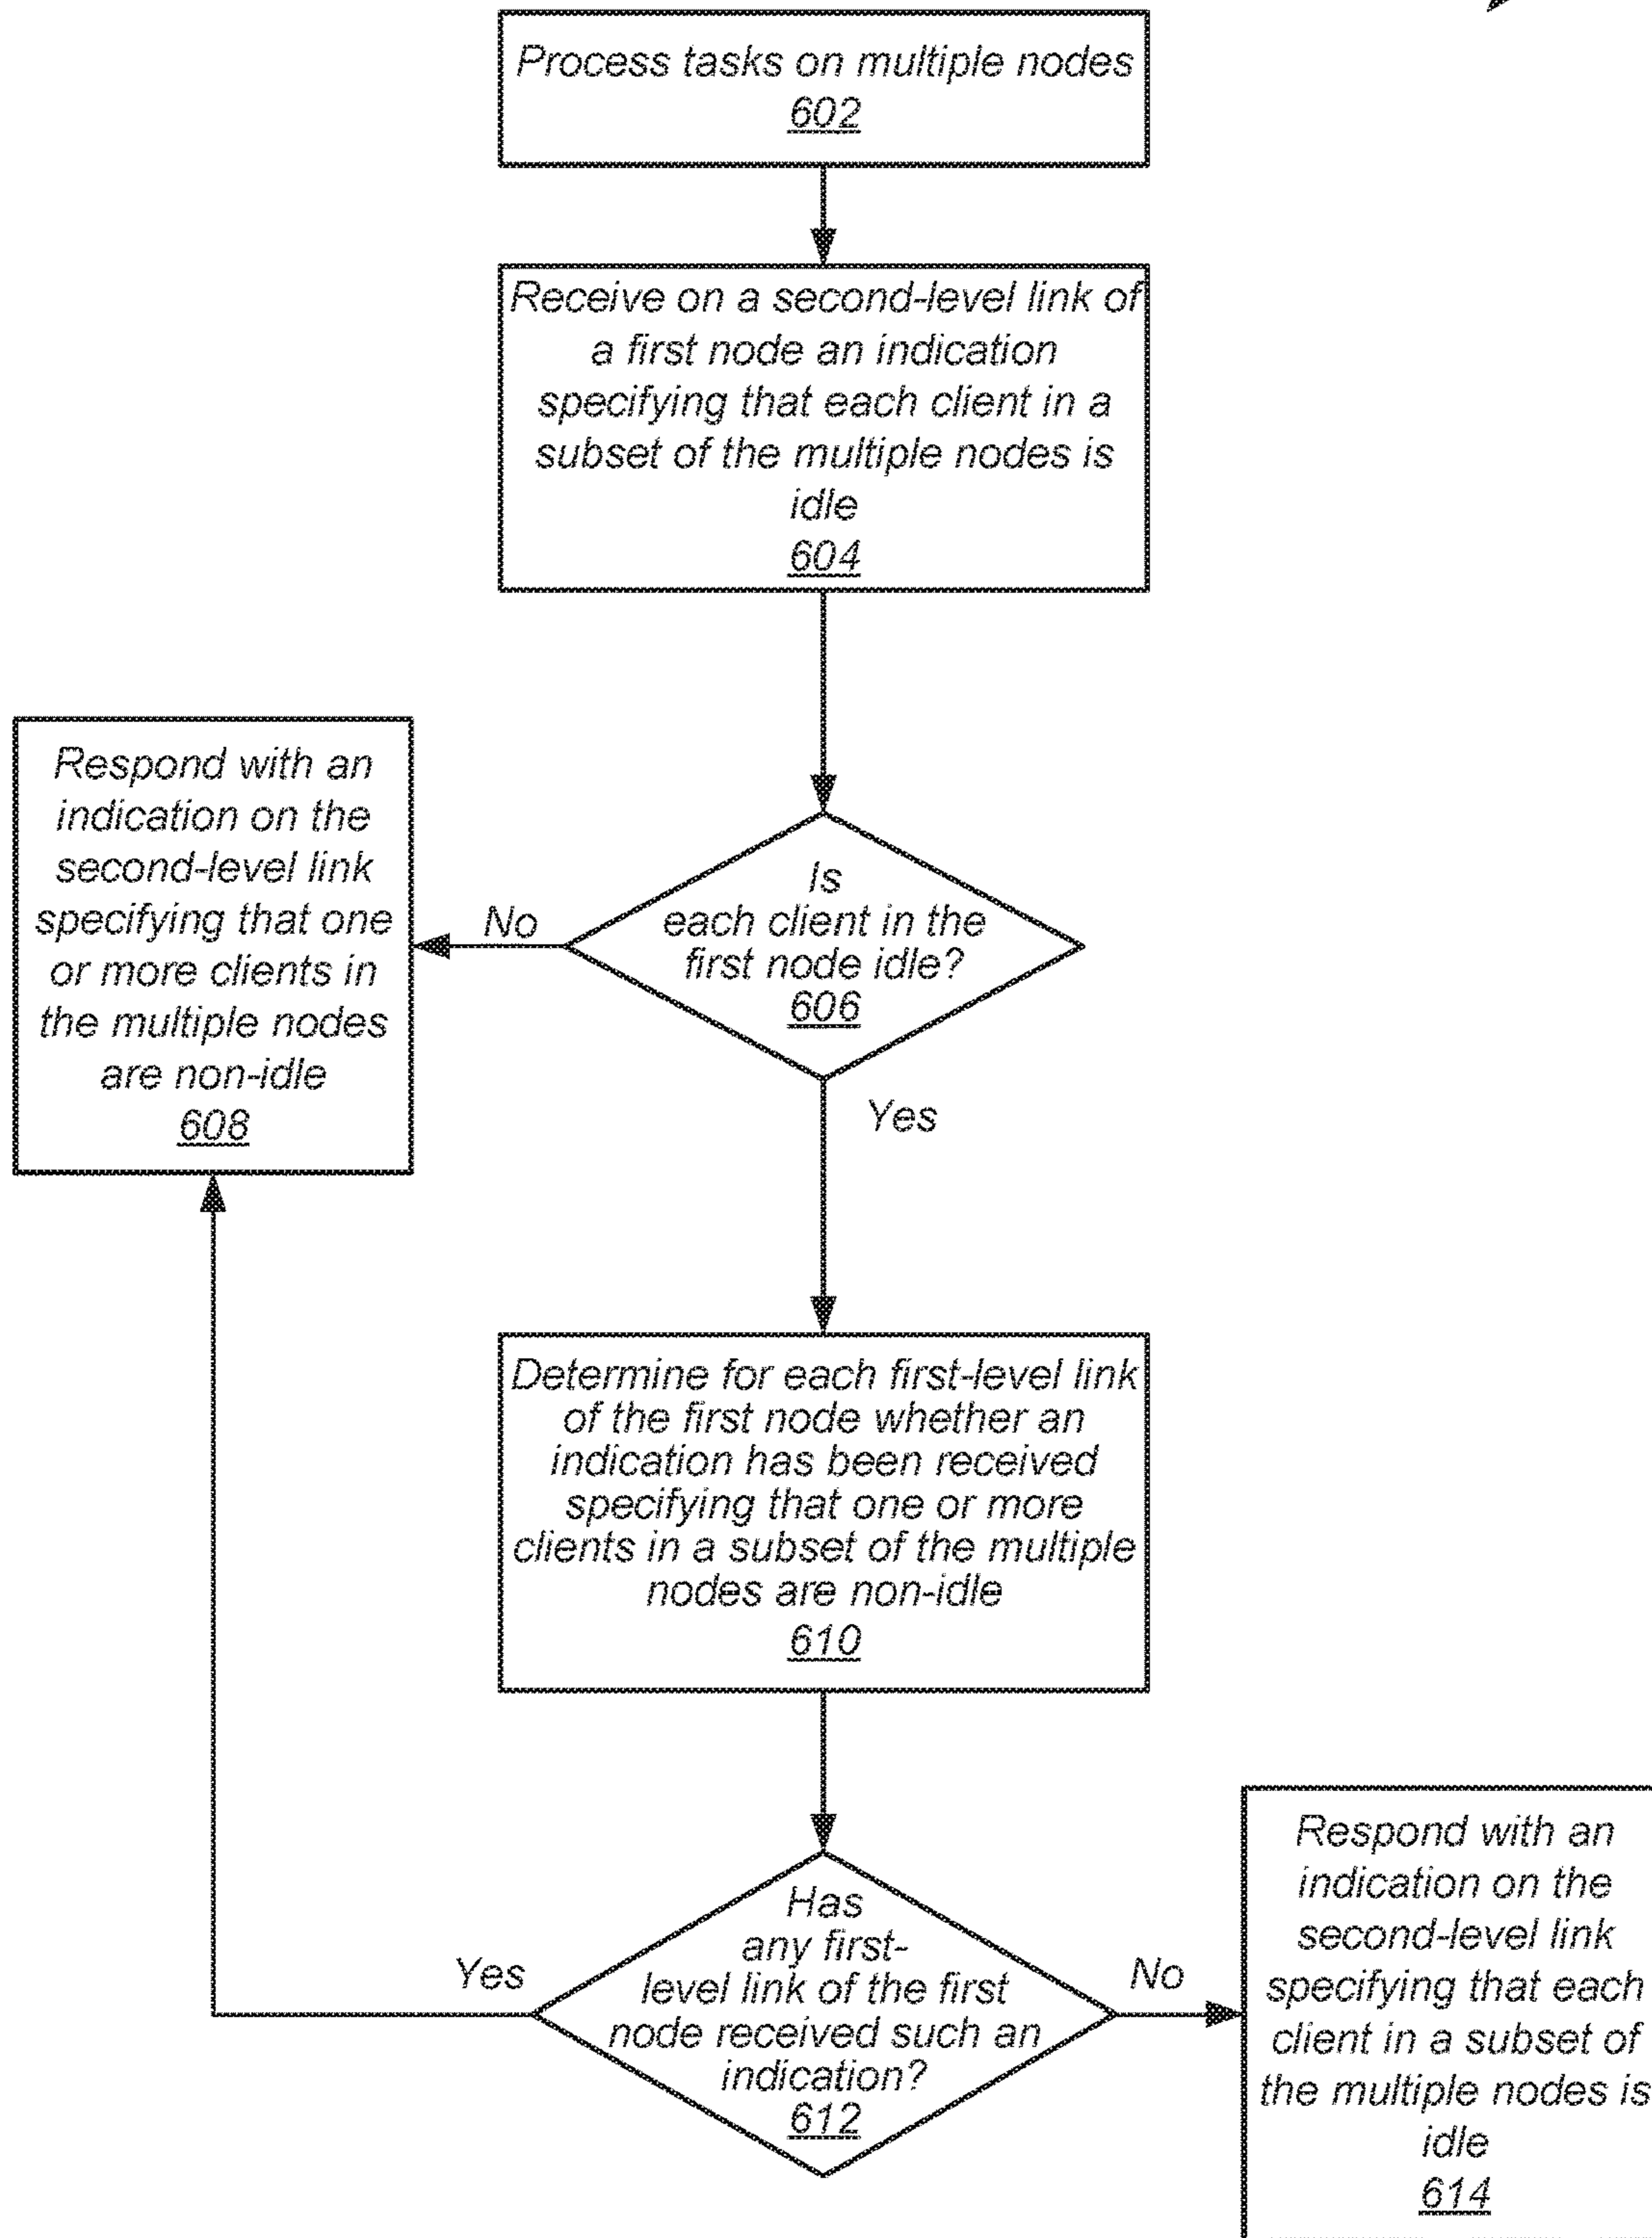 Process tasks on multiple nodes
602
Receive on a second-level link of
a first node an indication
specifying that each client in a
subset of the multiple nodes is
idle
604
Respond with an
indication on the
second-level link
specifying that one
or more clients in
the multiple nodes
are non-idle
608
No
Is
each client in the
first node idle?
606
Yes
Determine for each first-level link
of the first node whether an
indication has been received
specifying that one or more
clients in a subset of the multiple
nodes are non-idle
610
Yes
Has
any first-
level link of the first
node received such an
indication?
612
No
Respond with an
indication on the
second-level link
specifying that each
client in a subset of
the multiple nodes is
idle
614